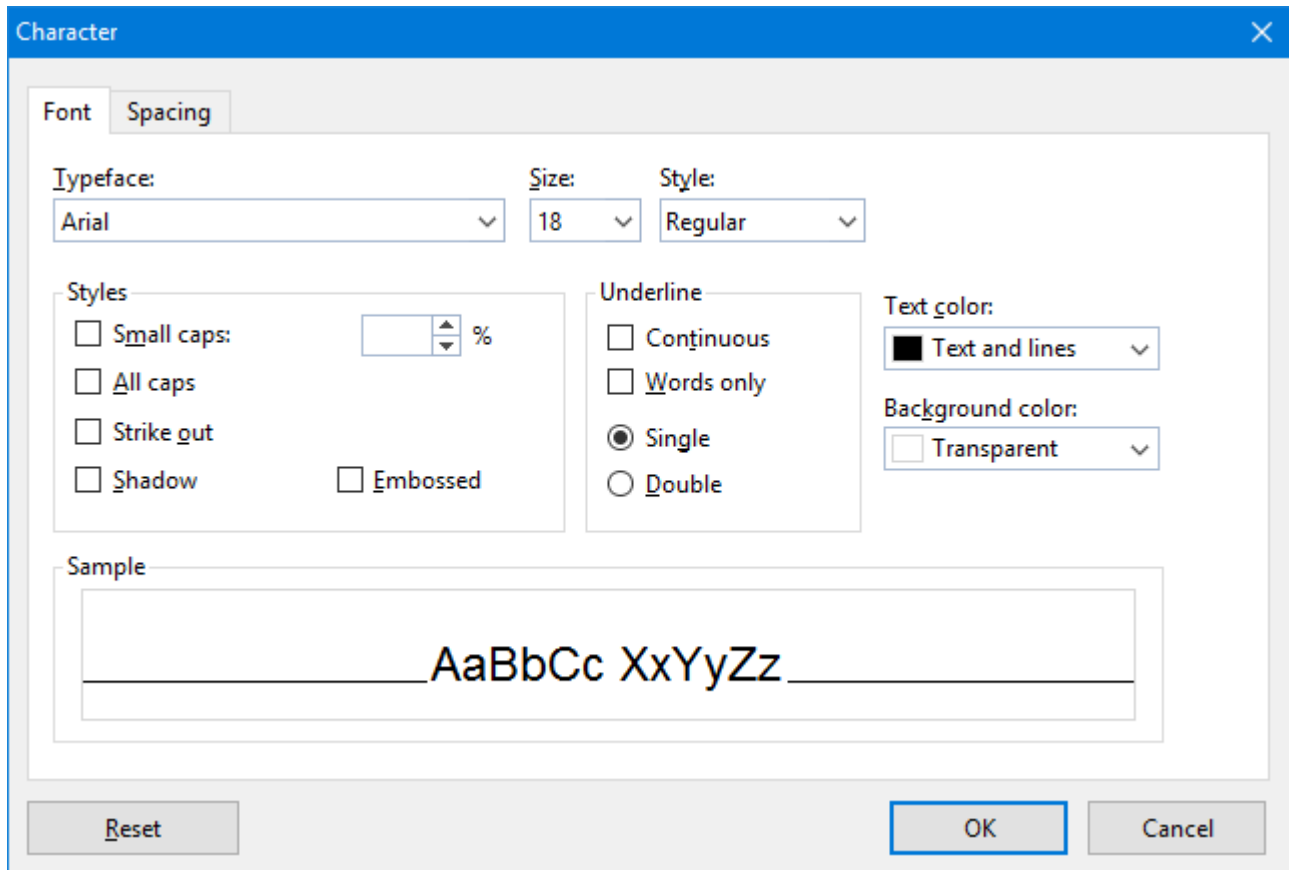 Character
Font Spacing
Typeface: Size: Style:
Arial 18 Regular
Styles Underline
Text color:
Small caps: % Continuous
Text and lines
All caps Words only
Background color:
Strike out Single
Transparent
Shadow Embossed Double
Sample
AaBbCc XxYyZz
Reset OK Cancel